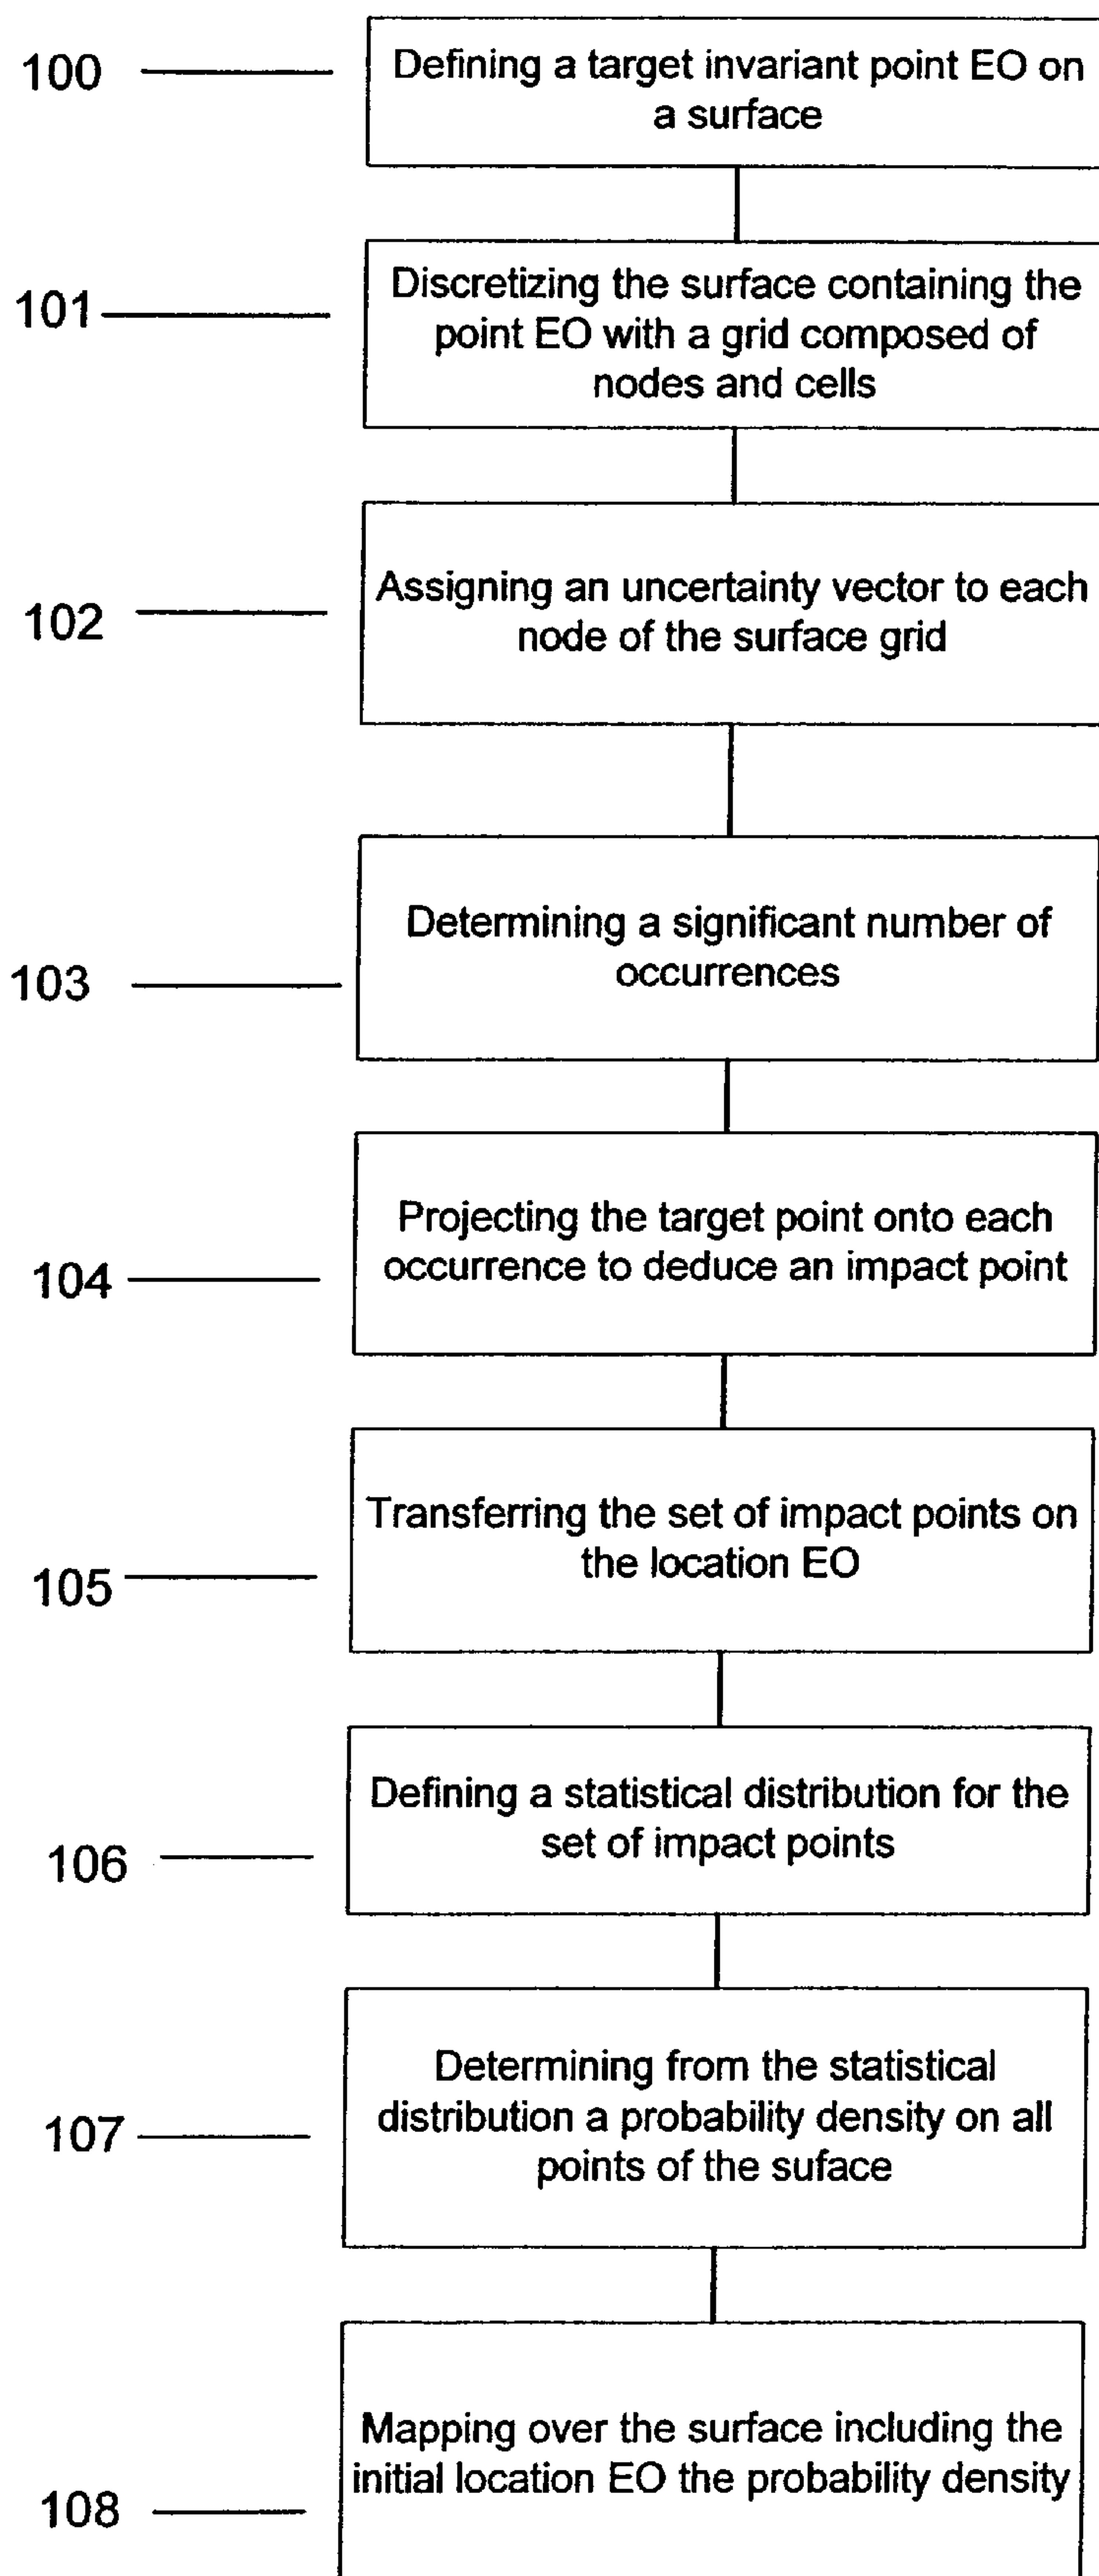 100
Defining a target invariant point EO on
a surface
101
Discretizing the surface containing the
point EO with a grid composed of
nodes and cells
102
Assigning an uncertainty vector to each
node of the surface grid
103
Determining a significant number of
occurrences
104
Projecting the target point onto each
occurrence to deduce an impact point
105
Transferring the set of impact points on
the location EO
106
Defining a statistical distribution for the
set of impact points
107
Determining from the statistical
distribution a probability density on all
points of the suface
108
Mapping over the surface including the
initial location EO the probability density